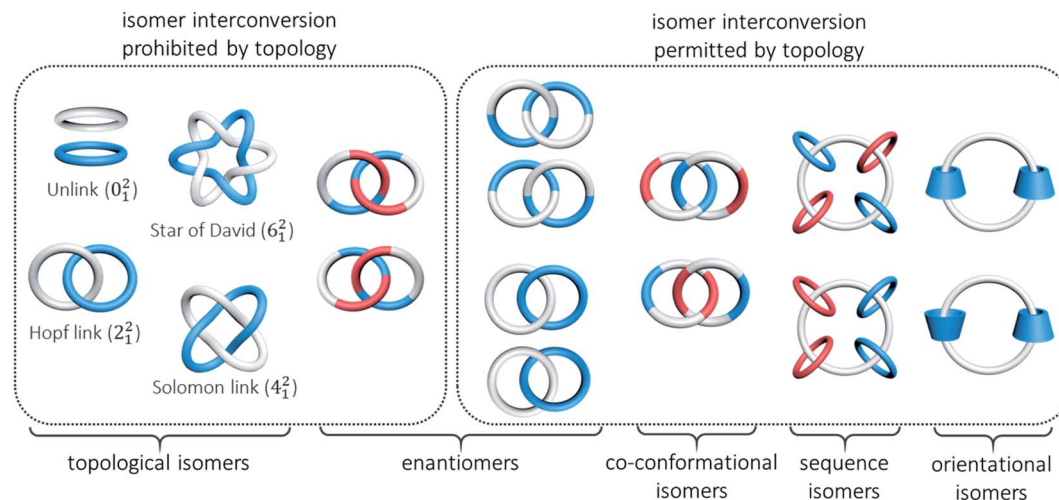 isomer interconversion
prohibited by topology
isomer interconversion
permitted by topology
Unlink (0₁²)
Star of David (6₁²)
Hopf link (2₁²)
Solomon link (4₁²)
topological isomers
enantiomers
co-conformational
isomers
sequence
isomers
orientational
isomers